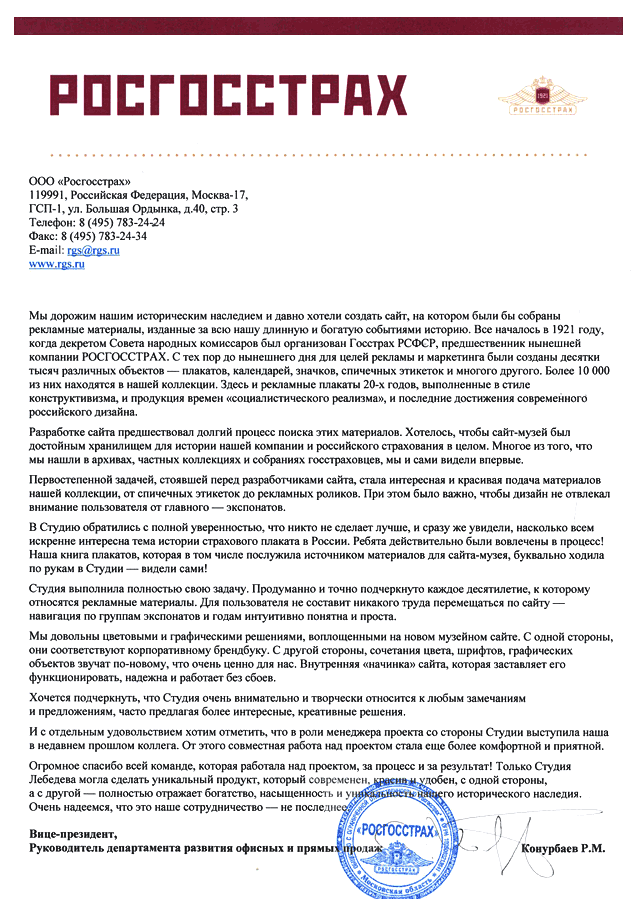 РОСГОССТРАХ
1921
РОСГОССТРАХ
ООО «Росгосстрах»
119991, Российская Федерация, Москва-17,
ГСП-1, ул. Большая Ордынка, д.40, стр. 3
Телефон: 8 (495) 783-24-24
Факс: 8 (495) 783-24-34
E-mail: rgs@rgs.ru
www.rgs.ru
Мы дорожим нашим историческим наследием и давно хотели создать сайт, на котором были бы собраны
рекламные материалы, изданные за всю нашу длинную и богатую событиями историю. Все началось в 1921 году,
когда декретом Совета народных комиссаров был организован Госстрах РСФСР, предшественник нынешней
компании РОСГОССТРАХ. С тех пор до нынешнего дня для целей рекламы и маркетинга были созданы десятки
тысяч различных объектов — плакатов, календарей, значков, спичечных этикеток и многого другого. Более 10 000
из них находятся в нашей коллекции. Здесь и рекламные плакаты 20-х годов, выполненные в стиле
конструктивизма, и продукция времен «социалистического реализма», и последние достижения современного
российского дизайна.
Разработке сайта предшествовал долгий процесс поиска этих материалов. Хотелось, чтобы сайт-музей был
достойным хранилищем для истории нашей компании и российского страхования в целом. Многое из того, что
мы нашли в архивах, частных коллекциях и собраниях госстраховцев, мы и сами видели впервые.
Первостепенной задачей, стоявшей перед разработчиками сайта, стала интересная и красивая подача материалов
нашей коллекции, от спичечных этикеток до рекламных роликов. При этом было важно, чтобы дизайн не отвлекал
внимание пользователя от главного — экспонатов.
В Студию обратились с полной уверенностью, что никто не сделает лучше, и сразу же увидели, насколько всем
искренне интересна тема истории страхового плаката в России. Ребята действительно были вовлечены в процесс!
Наша книга плакатов, которая в том числе послужила источником материалов для сайта-музея, буквально ходила
по рукам в Студии — видели сами!
Студия выполнила полностью свою задачу. Продуманно и точно подчеркнуто каждое десятилетие, к которому
относятся рекламные материалы. Для пользователя не составит никакого труда перемещаться по сайту —
навигация по группам экспонатов и годам интуитивно понятна и проста.
Мы довольны цветовыми и графическими решениями, воплощенными на новом музейном сайте. С одной стороны,
они соответствуют корпоративному брендбуку. С другой стороны, сочетания цвета, шрифтов, графических
объектов звучат по-новому, что очень ценно для нас. Внутренняя «начинка» сайта, которая заставляет его
функционировать, надежна и работает без сбоев.
Хочется подчеркнуть, что Студия очень внимательно и творчески относится к любым замечаниям
и предложениям, часто предлагая более интересные, креативные решения.
И с отдельным удовольствием хотим отметить, что в роли менеджера проекта со стороны Студии выступила наша
в недавнем прошлом коллега. От этого совместная работа над проектом стала еще более комфортной и приятной.
Огромное спасибо всей команде, которая работала над проектом, за процесс и за результат! Только Студия
Лебедева могла сделать уникальный продукт, который современен, красив и удобен, с одной стороны,
а с другой — полностью отражает богатство, насыщенность и уникальность нашего исторического наследия.
Очень надеемся, что это наше сотрудничество — не последнее.
Вице-президент,
Руководитель департамента развития офисных и прямых продаж
Конурбаев Р.М.
«РОСГОССТРАХ»
Московская область